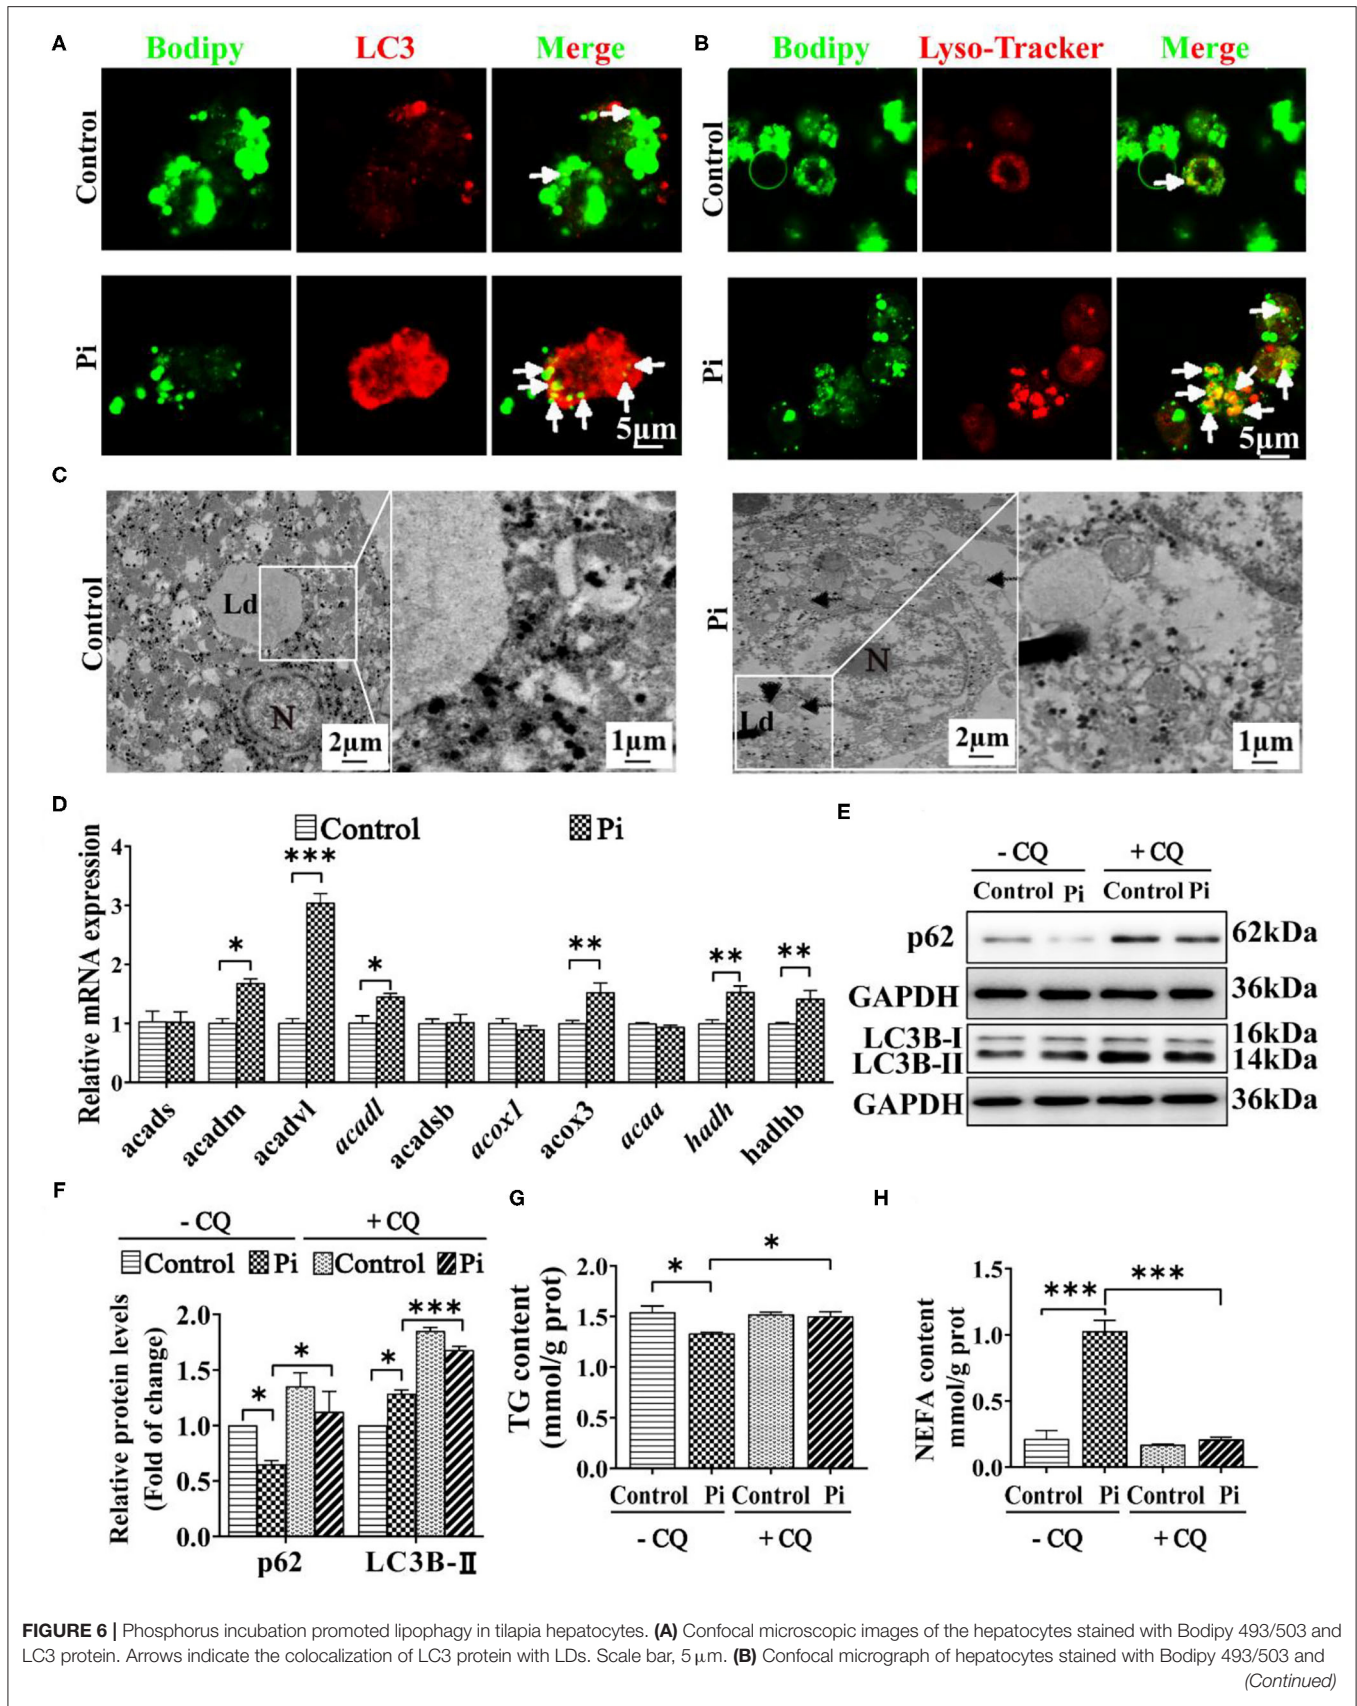 A
Bodipy LC3 Merge
Control
Pi
5µm
B
Bodipy Lyso-Tracker Merge
Control
Pi
5µm
C
Control
Ld
N
2µm
1µm
Pi
N
Ld
2µm
1µm
D
Control Pi
Relative mRNA expression
4
3
2
1
0
*
***
*
**
**
**
acads acadm acadvl acadl acadsb acox1 acox3 acaa hadh hadhb
E
- CQ + CQ
Control Pi Control Pi
p62 62kDa
GAPDH 36kDa
LC3B-I 16kDa
LC3B-II 14kDa
GAPDH 36kDa
F
- CQ + CQ
Control Pi Control Pi
Relative protein levels
(Fold of change)
2.0
1.5
1.0
0.5
0.0
*
*
*
***
p62 LC3B-II
G
TG content
(mmol/g prot)
2.0
1.5
1.0
0.5
0.0
*
*
Control Pi Control Pi
- CQ + CQ
H
NEFA content
mmol/g prot
1.5
1.0
0.5
0.0
***
***
Control Pi Control Pi
- CQ + CQ
FIGURE 6 | Phosphorus incubation promoted lipophagy in tilapia hepatocytes. (A) Confocal microscopic images of the hepatocytes stained with Bodipy 493/503 and
LC3 protein. Arrows indicate the colocalization of LC3 protein with LDs. Scale bar, 5 µm. (B) Confocal micrograph of hepatocytes stained with Bodipy 493/503 and
(Continued)